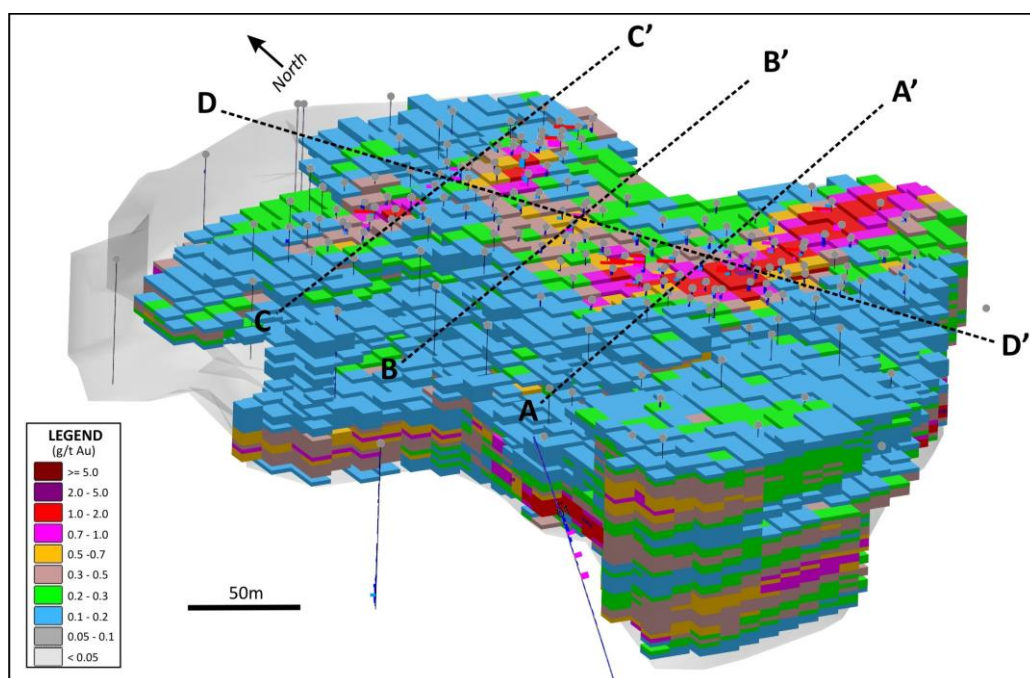 C’
B’
North
D
A’
C
B
D’
A
LEGEND
(g/t Au)
>= 5.0
2.0 - 5.0
1.0 - 2.0
0.7 - 1.0
0.5 -0.7
0.3 - 0.5
0.2 - 0.3
0.1 - 0.2
0.05 - 0.1
< 0.05
50m